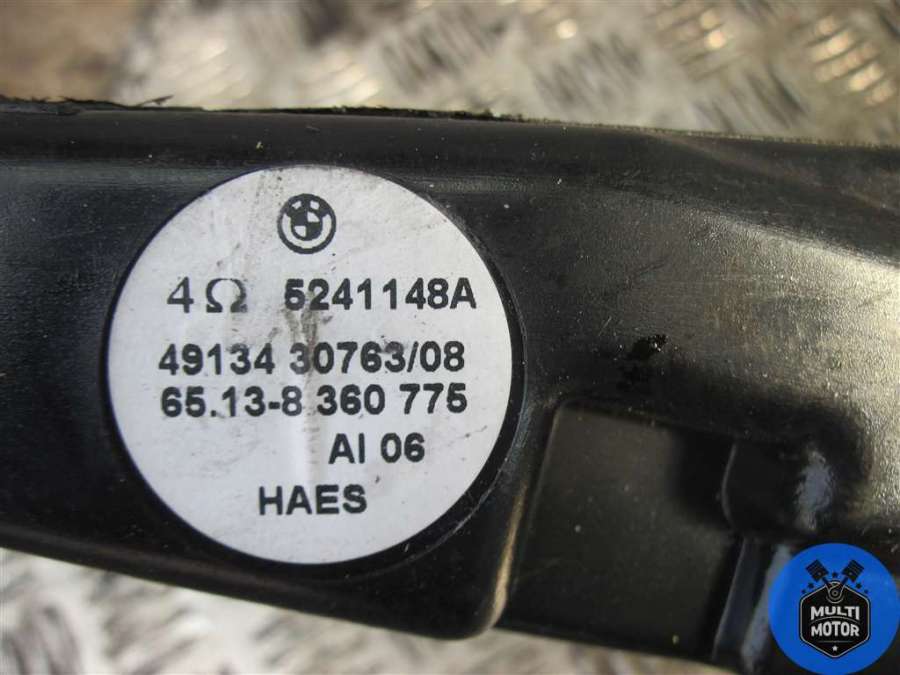 4Ω 5241148A
49134 30763/08
65.13-8 360 775
AI 06
HAES
MULTI
MOTOR